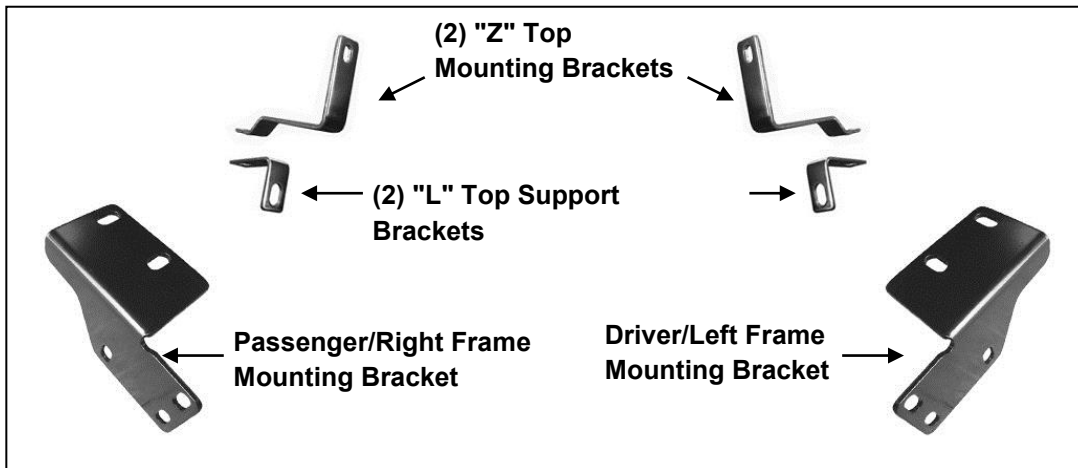 (2) "Z" Top
Mounting Brackets
(2) "L" Top Support
Brackets
Passenger/Right Frame
Mounting Bracket
Driver/Left Frame
Mounting Bracket